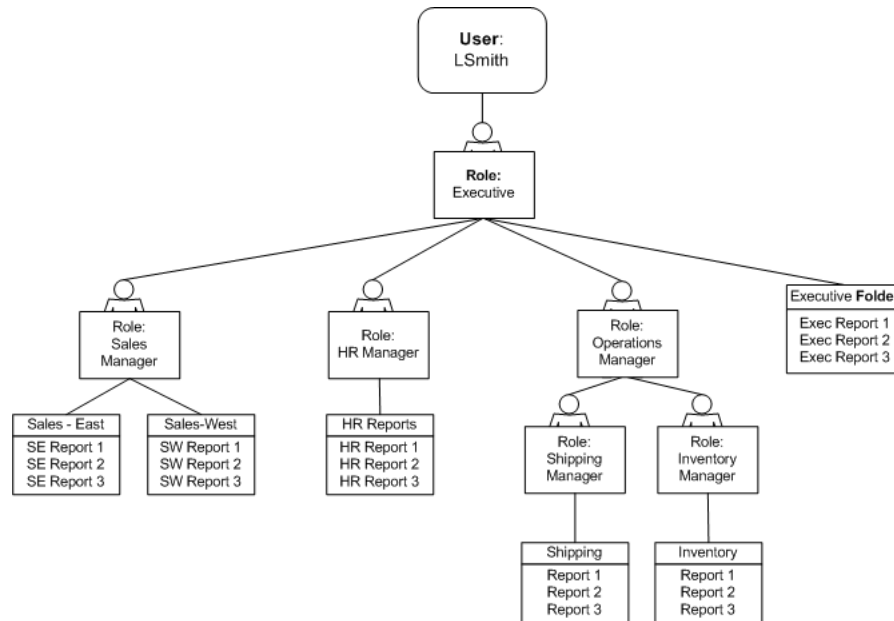 User:
LSmith
Role:
Executive
Role:
Sales
Manager
Role:
HR Manager
Role:
Operations
Manager
Executive Folde
Exec Report 1
Exec Report 2
Exec Report 3
Sales - East
SE Report 1
SE Report 2
SE Report 3
Sales-West
SW Report 1
SW Report 2
SW Report 3
HR Reports
HR Report 1
HR Report 2
HR Report 3
Role:
Shipping
Manager
Role:
Inventory
Manager
Shipping
Report 1
Report 2
Report 3
Inventory
Report 1
Report 2
Report 3